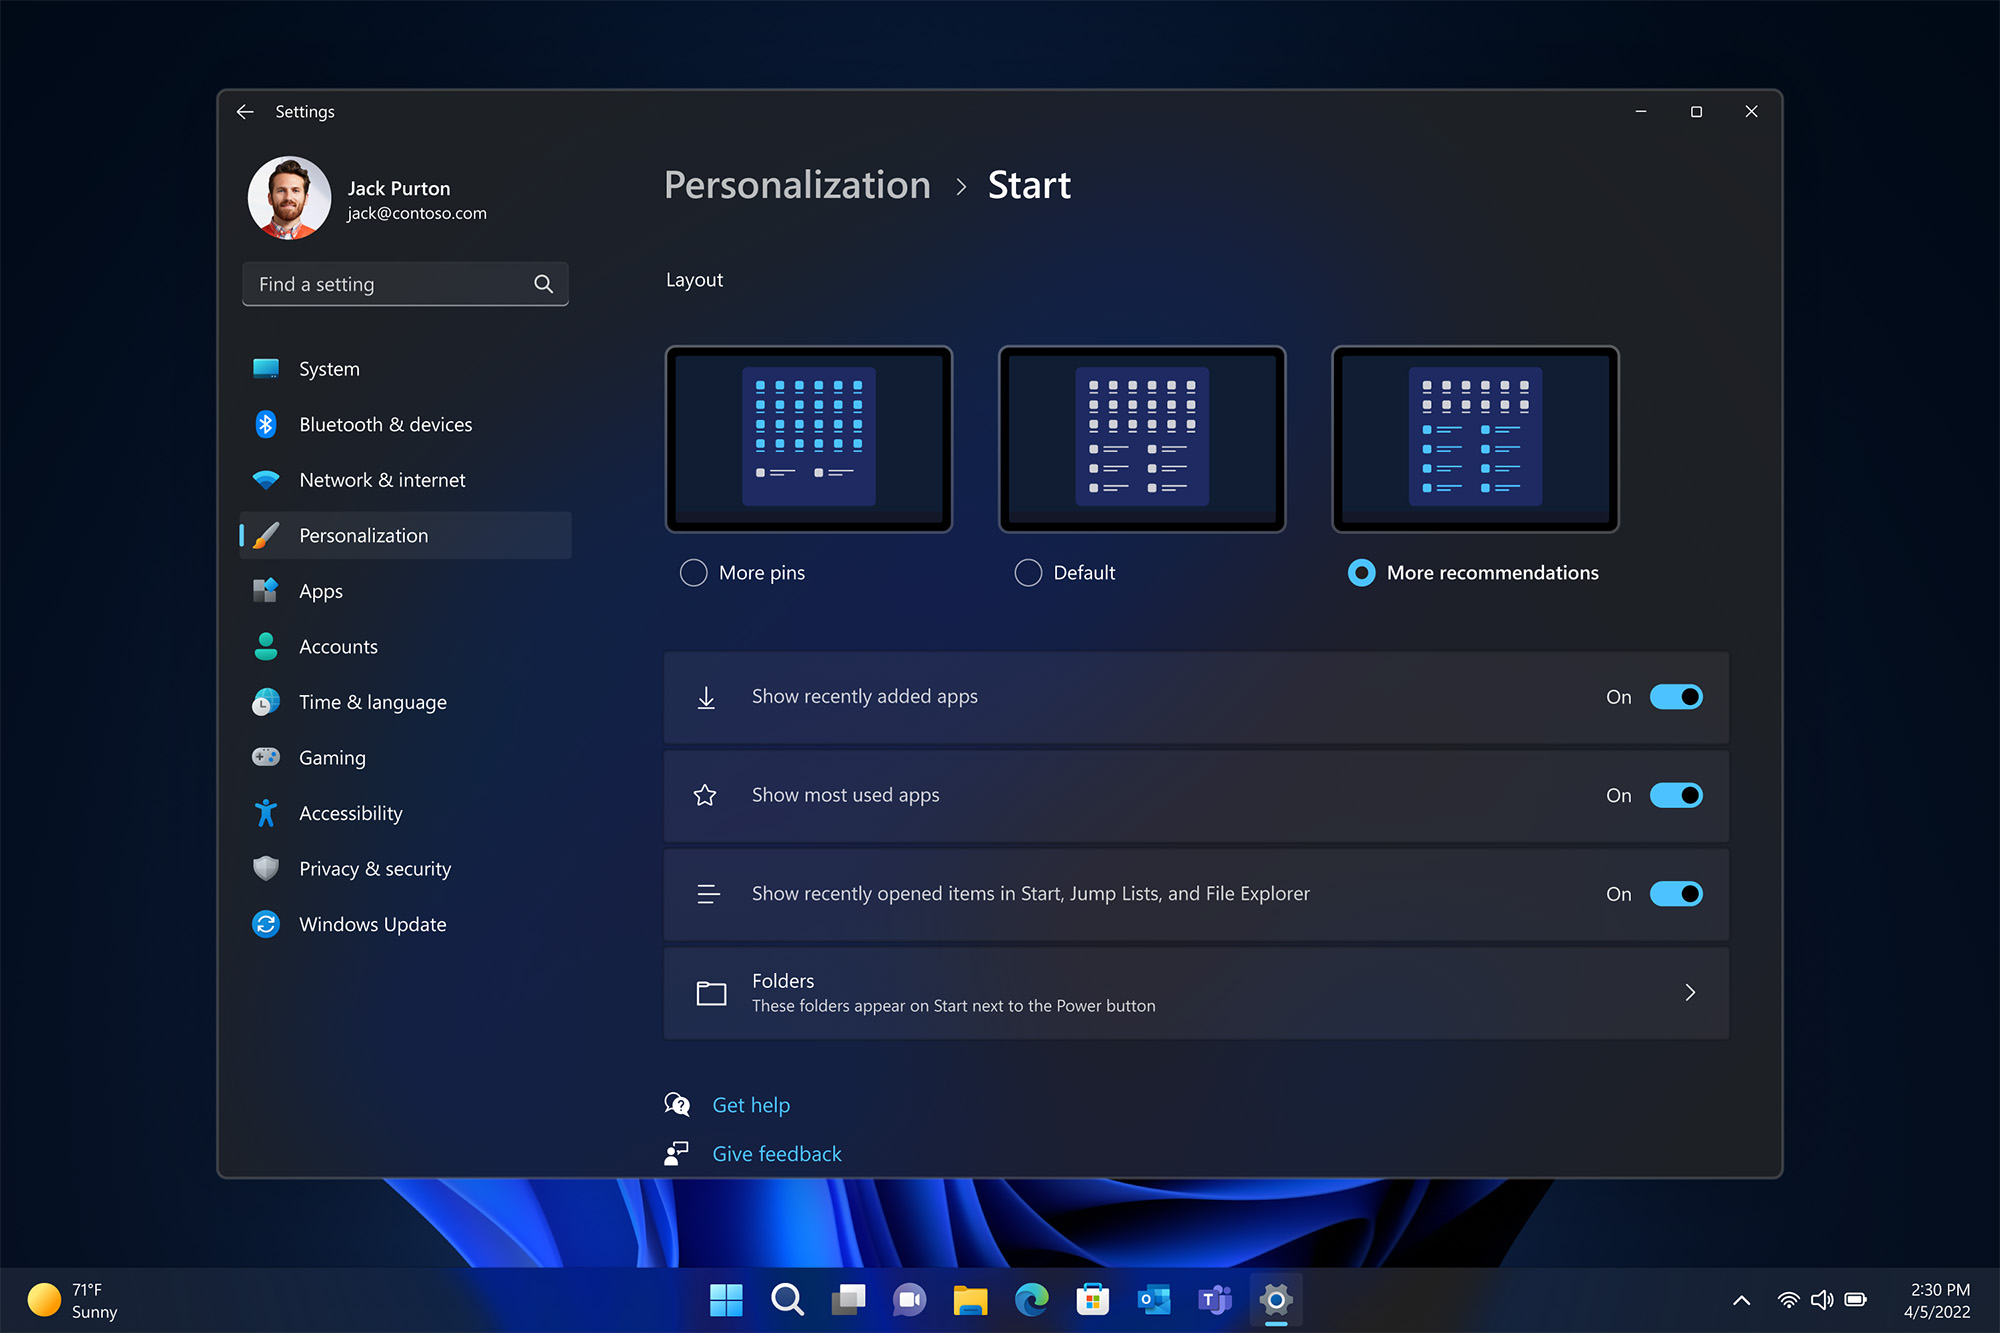 Settings
Jack Purton
jack@contoso.com
Find a setting
System
Bluetooth & devices
Network & internet
Personalization
Apps
Accounts
Time & language
Gaming
Accessibility
Privacy & security
Windows Update
Personalization > Start
Layout
More pins
Default
More recommendations
Show recently added apps On
Show most used apps On
Show recently opened items in Start, Jump Lists, and File Explorer On
Folders
These folders appear on Start next to the Power button
Get help
Give feedback
71°F
Sunny
2:30 PM
4/5/2022